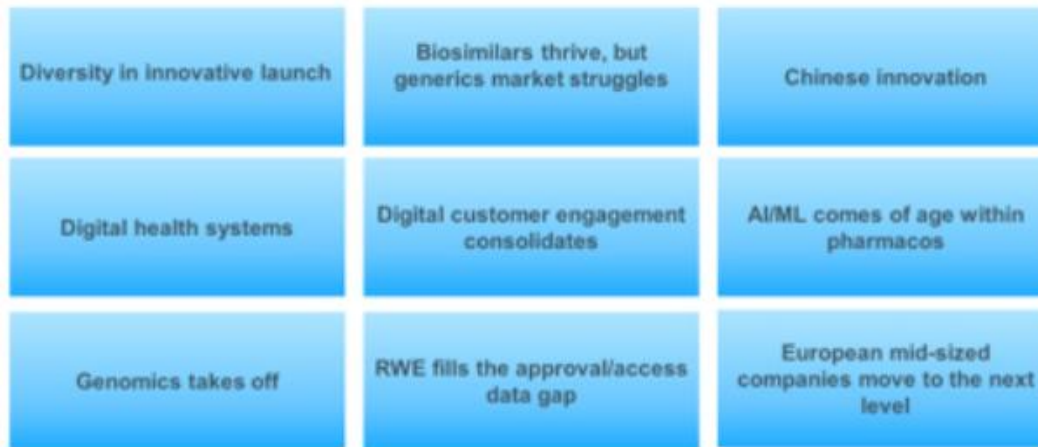 Diversity in innovative launch
Biosimilars thrive, but
generics market struggles
Chinese innovation
Digital health systems
Digital customer engagement
consolidates
AI/ML comes of age within
pharmacos
Genomics takes off
RWE fills the approval/access
data gap
European mid-sized
companies move to the next
level